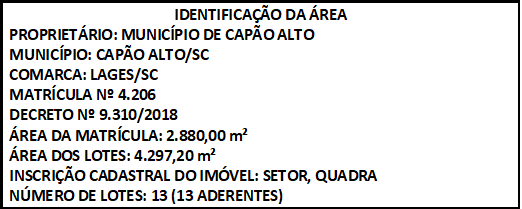 IDENTIFICAÇÃO DA ÁREA
PROPRIETÁRIO: MUNICÍPIO DE CAPÃO ALTO
MUNICÍPIO: CAPÃO ALTO/SC
COMARCA: LAGES/SC
MATRÍCULA Nº 4.206
DECRETO Nº 9.310/2018
ÁREA DA MATRÍCULA: 2.880,00 m²
ÁREA DOS LOTES: 4.297,20 m²
INSCRIÇÃO CADASTRAL DO IMÓVEL: SETOR, QUADRA
NÚMERO DE LOTES: 13 (13 ADERENTES)